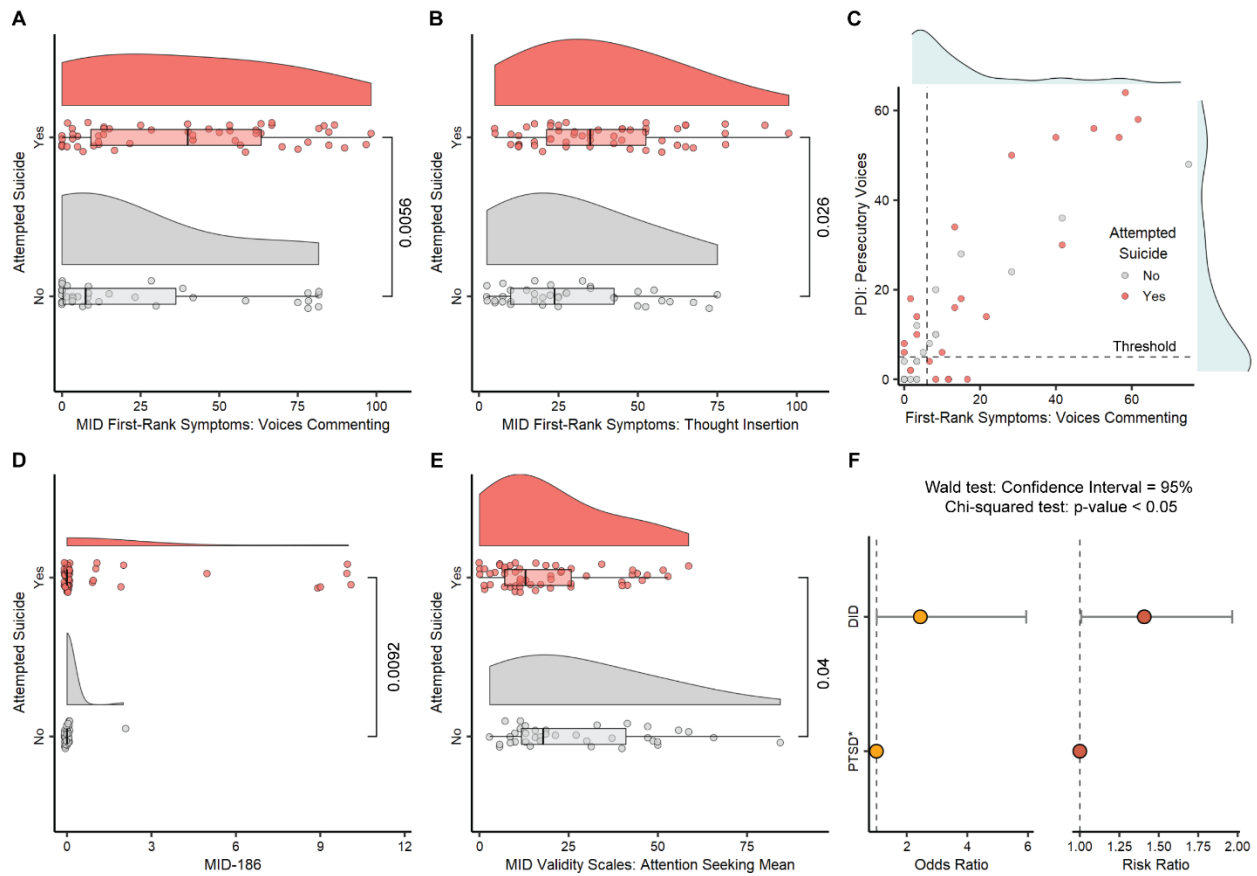 A
Attempted Suicide
Yes
No
0.0056
0
25
50
75
100
MID First-Rank Symptoms: Voices Commenting
B
Attempted Suicide
Yes
No
0.026
0
25
50
75
100
MID First-Rank Symptoms: Thought Insertion
C
PDI: Persecutory Voices
60
40
20
0
Attempted
Suicide
No
Yes
Threshold
0
20
40
60
First-Rank Symptoms: Voices Commenting
D
Attempted Suicide
Yes
No
0.0092
0
3
6
9
12
MID-186
E
Attempted Suicide
Yes
No
0.04
0
25
50
75
MID Validity Scales: Attention Seeking Mean
F
Wald test: Confidence Interval = 95%
Chi-squared test: p-value < 0.05
DID
PTSD*
2
4
6
Odds Ratio
1.00
1.25
1.50
1.75
2.00
Risk Ratio